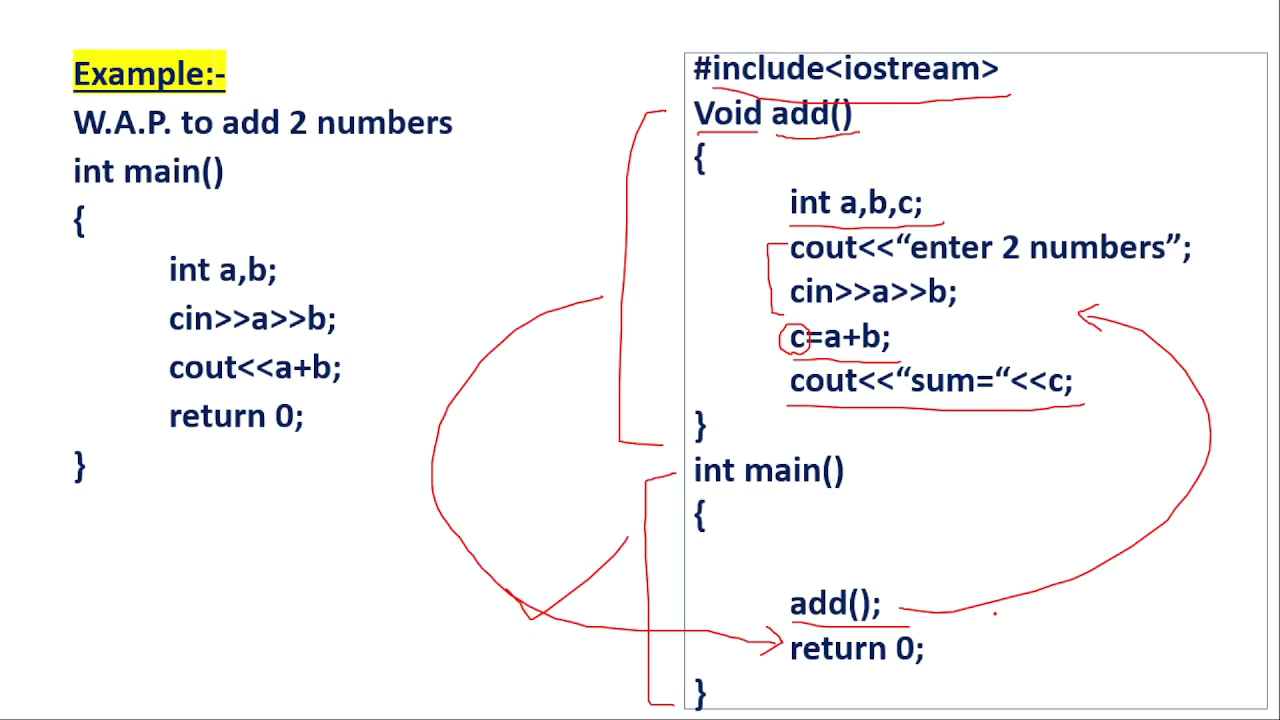 Example:-
W.A.P. to add 2 numbers
int main()
{
int a,b;
cin>>a>>b;
cout<<a+b;
return 0;
}
#include<iostream>
Void add()
{
int a,b,c;
cout<<“enter 2 numbers”;
cin>>a>>b;
c=a+b;
cout<<“sum=“<<c;
}
int main()
{
add();
return 0;
}